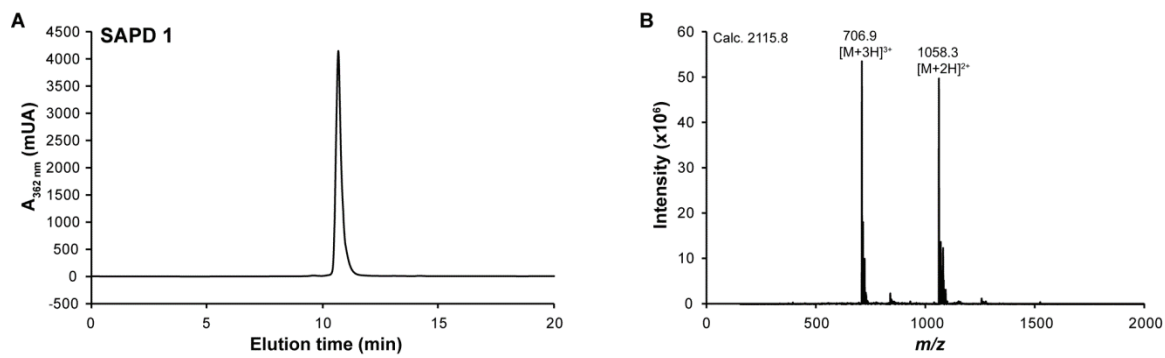 A
SAPD 1
4500
4000
3500
3000
2500
2000
1500
1000
500
0
-500
A362 nm (mUA)
0 5 10 15 20
Elution time (min)
B
Calc. 2115.8
706.9
[M+3H]³⁺
1058.3
[M+2H]²⁺
60
50
40
30
20
10
0
Intensity (x10⁶)
0 500 1000 1500 2000
m/z